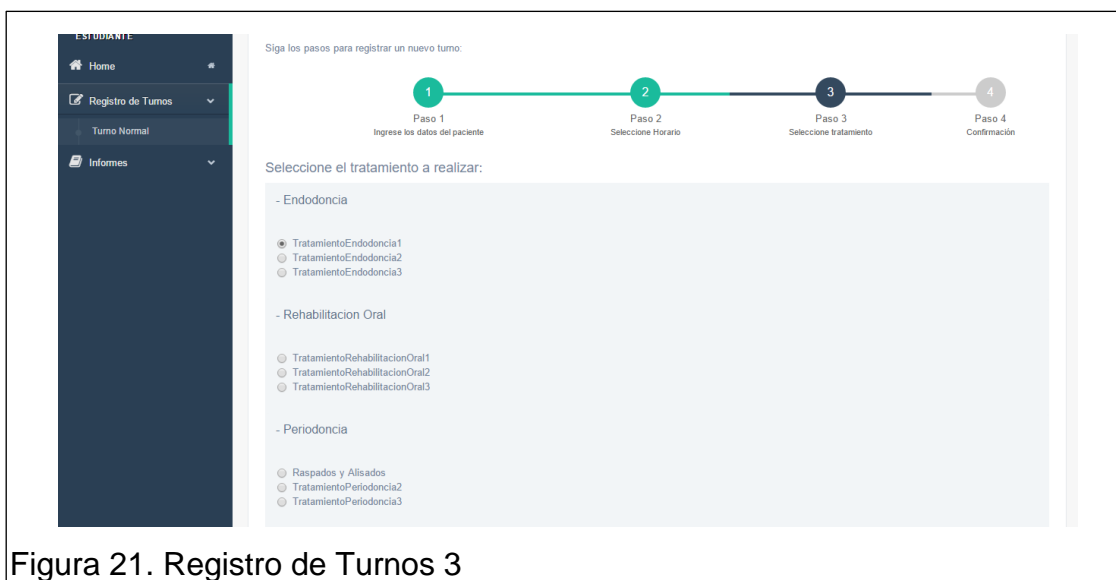 ESTUDIANTE
Home
Registro de Turnos
Turno Normal
Informes
Siga los pasos para registrar un nuevo turno:
1
2
3
4
Paso 1
Paso 2
Paso 3
Paso 4
Ingrese los datos del paciente
Seleccione Horario
Seleccione tratamiento
Confirmación
Seleccione el tratamiento a realizar:
- Endodoncia
TratamientoEndodoncia1
TratamientoEndodoncia2
TratamientoEndodoncia3
- Rehabilitacion Oral
TratamientoRehabilitacionOral1
TratamientoRehabilitacionOral2
TratamientoRehabilitacionOral3
- Periodoncia
Raspados y Alisados
TratamientoPeriodoncia2
TratamientoPeriodoncia3
Figura 21. Registro de Turnos 3